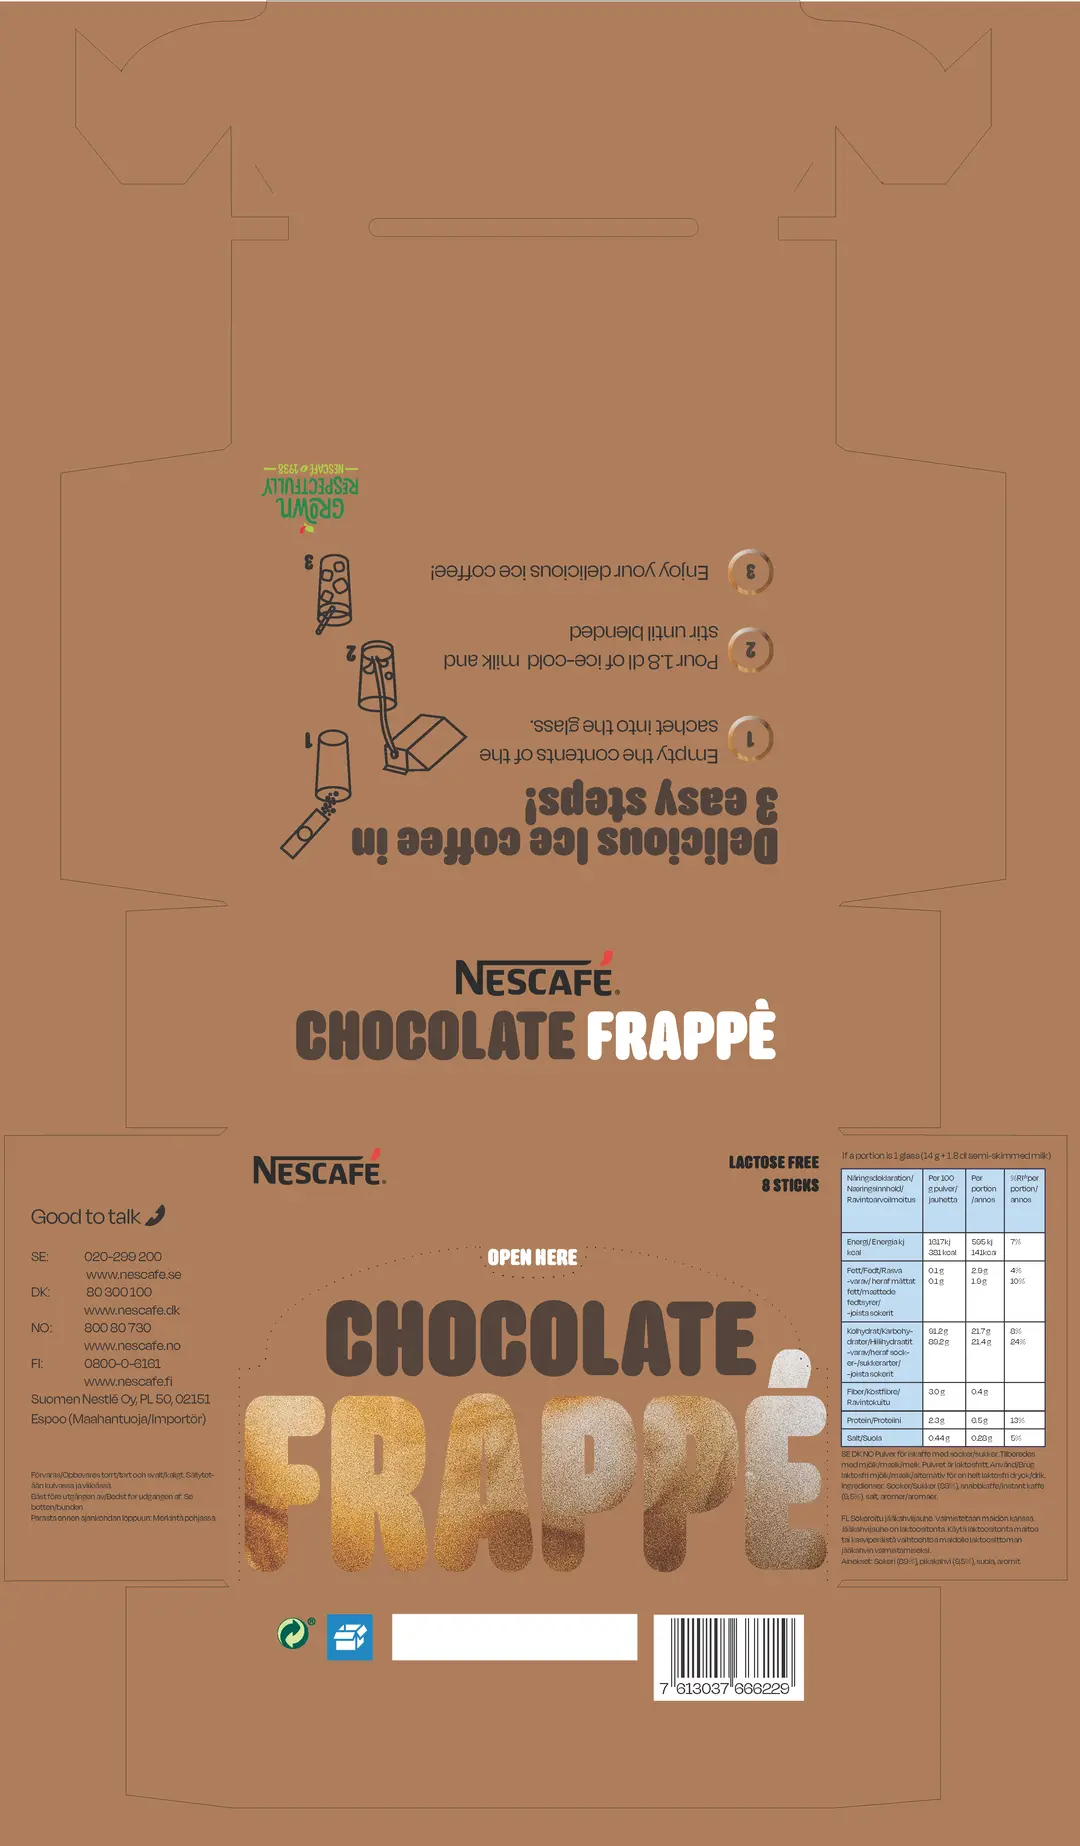 NESCAFÉ 1938
RESPECTFULLY
GROWN
3
Enjoy your delicious ice coffee!
3
stir until blended
Pour 1.8 dl of ice-cold milk and
2
2
sachet into the glass.
Empty the contents of the
1
1
3 easy steps!
Delicious Ice coffee in
NESCAFÉ®
CHOCOLATE FRAPPÈ
NESCAFÉ®
LACTOSE FREE
8 STICKS
OPEN HERE
CHOCOLATE
FRAPPÉ
Good to talk
SE: 020-299 200
www.nescafe.se
DK: 80 300 100
www.nescafe.dk
NO: 800 80 730
www.nescafe.no
FI: 0800-0-6161
www.nescafe.fi
Suomen Nestlé Oy, PL 50, 02151
Espoo (Maahantuoja/Importör)
Förvaras/Opbevares torrt/tørt och svalt/køligt. Säilytet-
ään kuivassa ja viileässä.
Bäst före utgången av/Bedst før udgangen af: Se
botten/bunden
Parasta ennen ajankohdan loppuun: Merkintä pohjassa.
If a portion is 1 glass (14 g + 1.8 dl semi-skimmed milk)
Näringsdeklaration/
Næringsinnhold/
Ravintoarvoilmoitus
Per 100
g pulver/
jauhetta
Per
portion
/annos
%RI* per
portion/
annos
Energi/Energia kj
kcal
1617 kj
381 kcal
595 kj
141 kcal
7%
Fett/Fedt/Rasva
-varav/ heraf mättat
fett/mættede
fedtsyrer/
-joista sokerit
0.1 g
0.1 g
2.9 g
1.9 g
4%
10%
Kolhydrat/Karbohy-
drater/Hiilihydraatit
-varav/heraf sock-
er-/sukkerarter/
-joista sokerit
91.2 g
89.2 g
21.7 g
21.4 g
8%
24%
Fiber/Kostfibre/
Ravintokuitu
3.0 g
0.4 g
Protein/Proteiini
2.3 g
6.5 g
13%
Salt/Suola
0.44 g
0.28 g
5%
SE DK NO Pulver för iskaffe med socker/sukker. Tilberedes
med mjölk/mælk/melk. Pulvret är laktosfritt. Använd/Brug
laktosfri mjölk/mælk/alternativ för en helt laktosfri dryck/drik.
Ingredienser: Socker/Sukker (89%), snabbkaffe/instant kaffe
(6,5%), salt, aromer/aromaer.
FI. Sokeroitu jääkahvijauhe. Valmistetaan maidon kanssa.
Jääkahvijauhe on laktoositonta. Käytä laktoositonta maitoa
tai kasviperäistä vaihtoehtoa maidolle laktoosittoman
jääkahvin valmistamiseksi.
Ainekset: Sokeri (89%), pikakahvi (6,5%), suola, aromit.
7 613037 666229